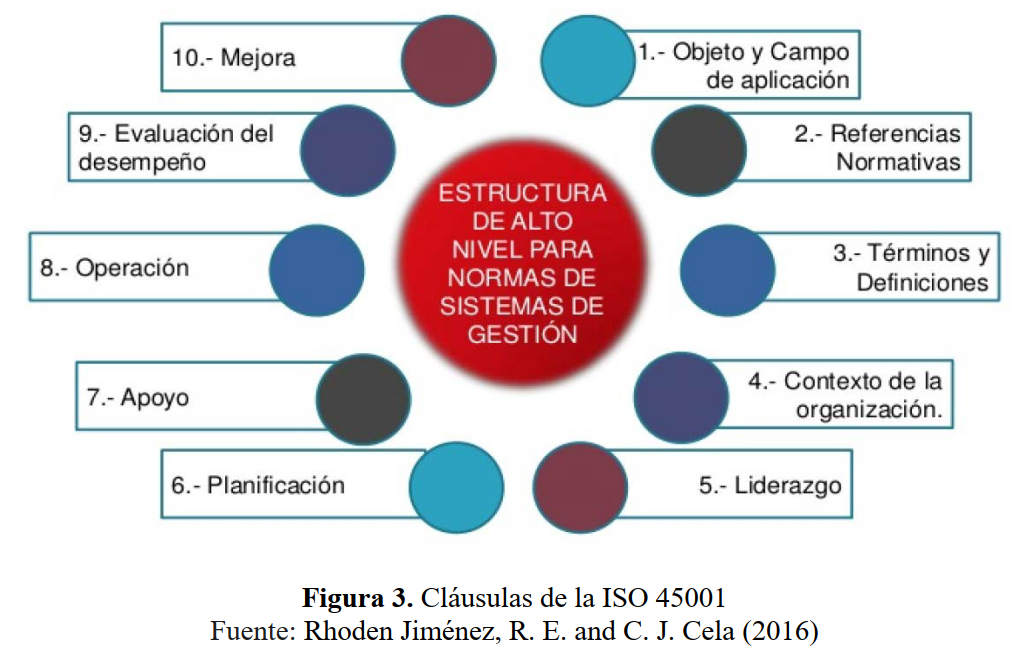 ESTRUCTURA
DE ALTO
NIVEL PARA
NORMAS DE
SISTEMAS DE
GESTIÓN
1.- Objeto y Campo
de aplicación
2.- Referencias
Normativas
3.- Términos y
Definiciones
4.- Contexto de la
organización.
5.- Liderazgo
6.- Planificación
7.- Apoyo
8.- Operación
9.- Evaluación del
desempeño
10.- Mejora
Figura 3. Cláusulas de la ISO 45001
Fuente: Rhoden Jiménez, R. E. and C. J. Cela (2016)